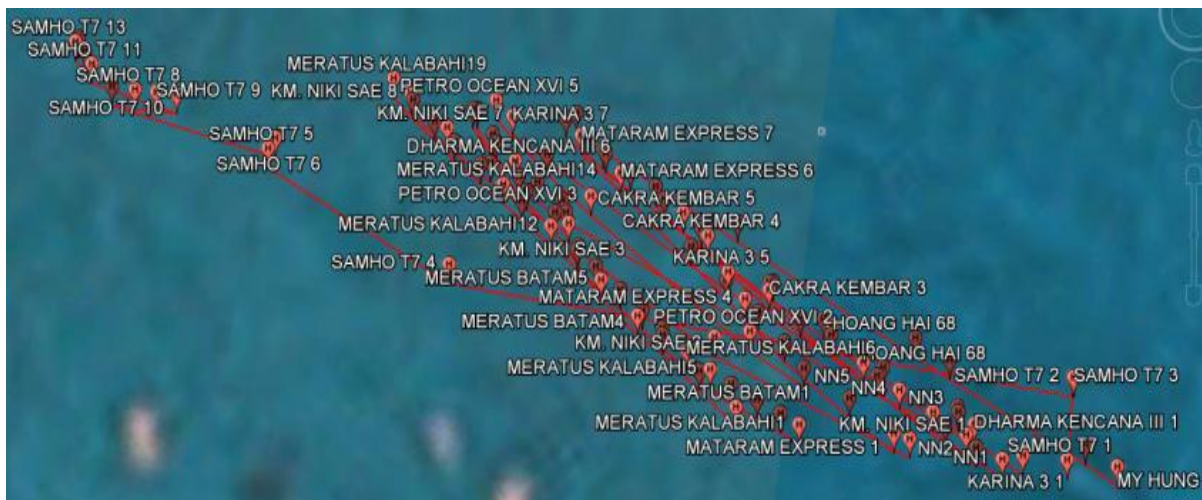 SAMHO T7 13
SAMHO T7 11
MERATUS KALABAHI19
SAMHO T7 8
PETRO OCEAN XVI 5
SAMHO T7 9
KM. NIKI SAE 8
SAMHO T7 10
KM. NIKI SAE 7
KARINA 3 7
SAMHO T7 5
MATARAM EXPRESS 7
DHARMA KENCANA III 6
SAMHO T7 6
MERATUS KALABAHI14
MATARAM EXPRESS 6
PETRO OCEAN XVI 3
CAKRA KEMBAR 5
MERATUS KALABAHI12
CAKRA KEMBAR 4
KM. NIKI SAE 3
KARINA 3 5
SAMHO T7 4
MERATUS BATAM5
CAKRA KEMBAR 3
MATARAM EXPRESS 4
PETRO OCEAN XVI 2
MERATUS BATAM4
HOANG HAI 68
KM. NIKI SAE
MERATUS KALABAHI6
OANG HAI 68
MERATUS KALABAHI5
NN5
SAMHO T7 2
SAMHO T7 3
MERATUS BATAM1
NN4
NN3
MERATUS KALABAHI1
KM. NIKI SAE 1
DHARMA KENCANA III 1
MATARAM EXPRESS 1
NN2
NN1
SAMHO T7 1
KARINA 3 1
MY HUNG